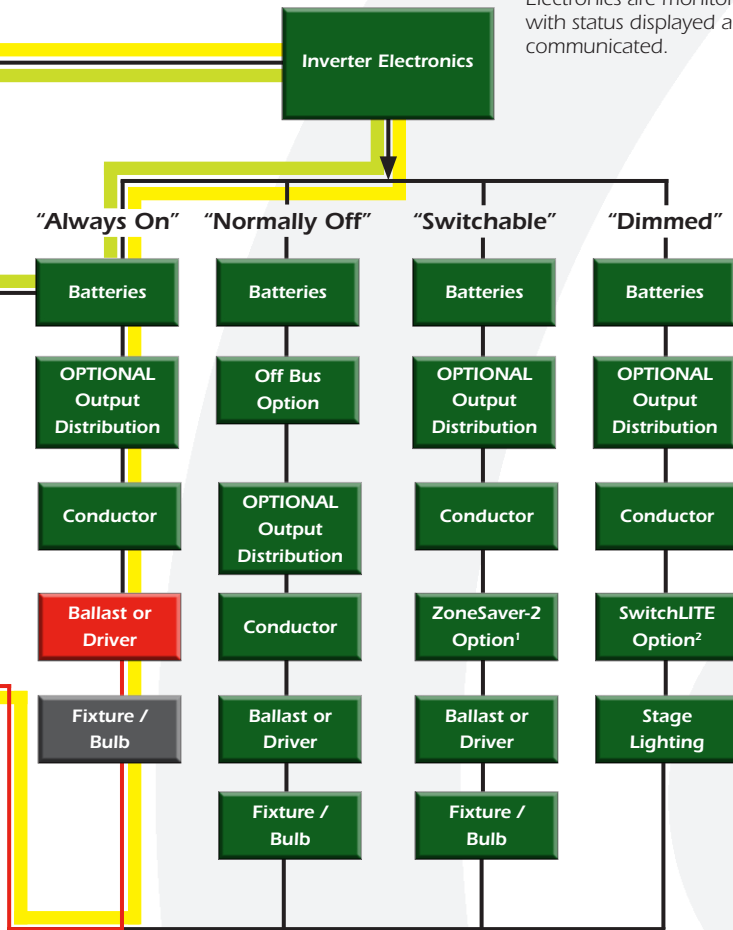 Electronics are monitor
with status displayed a
communicated.
Inverter Electronics
“Always On”
“Normally Off”
“Switchable”
“Dimmed”
Batteries
Batteries
Batteries
Batteries
OPTIONAL
Output
Distribution
Off Bus
Option
OPTIONAL
Output
Distribution
OPTIONAL
Output
Distribution
Conductor
OPTIONAL
Output
Distribution
Conductor
Conductor
Ballast or
Driver
Conductor
ZoneSaver-2
Option¹
SwitchLITE
Option²
Fixture /
Bulb
Ballast or
Driver
Ballast or
Driver
Stage
Lighting
Fixture /
Bulb
Fixture /
Bulb